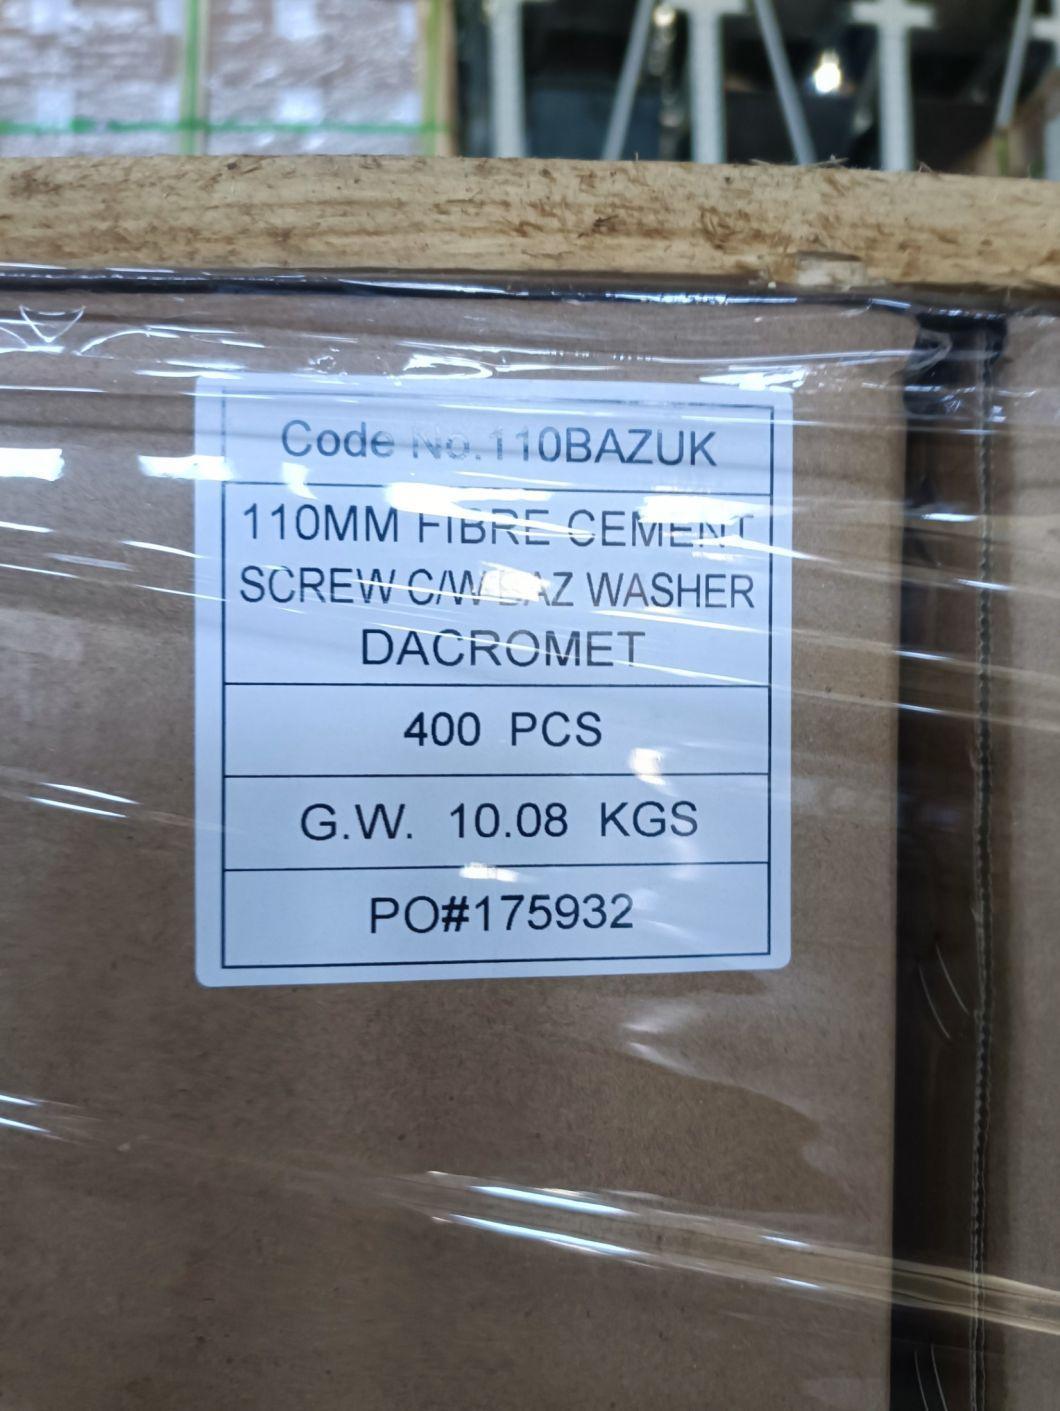 Code No.110BAZUK
110MM FIBRE CEMENT
SCREW C/W BAZ WASHER
DACROMET
400 PCS
G.W. 10.08 KGS
PO#175932